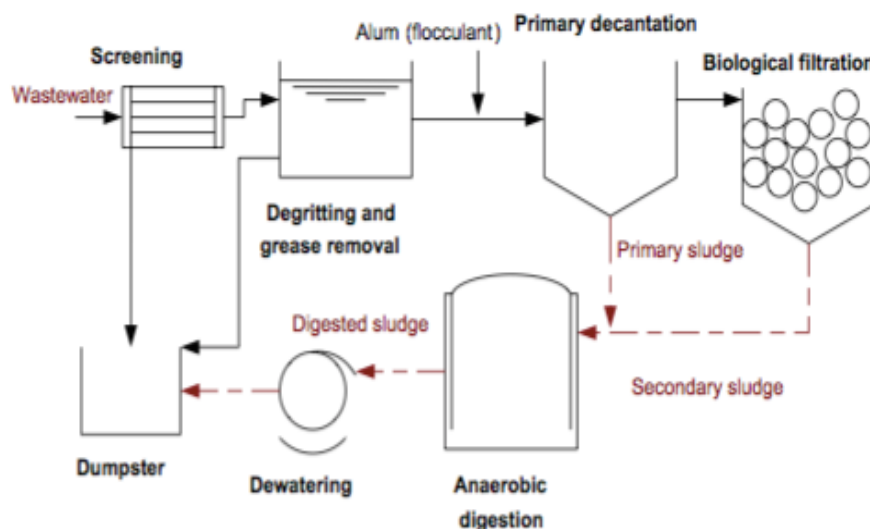 Alum (flocculant)
Primary decantation
Screening
Biological filtration
Wastewater
Degritting and
grease removal
Primary sludge
Digested sludge
Secondary sludge
Dumpster
Dewatering
Anaerobic
digestion